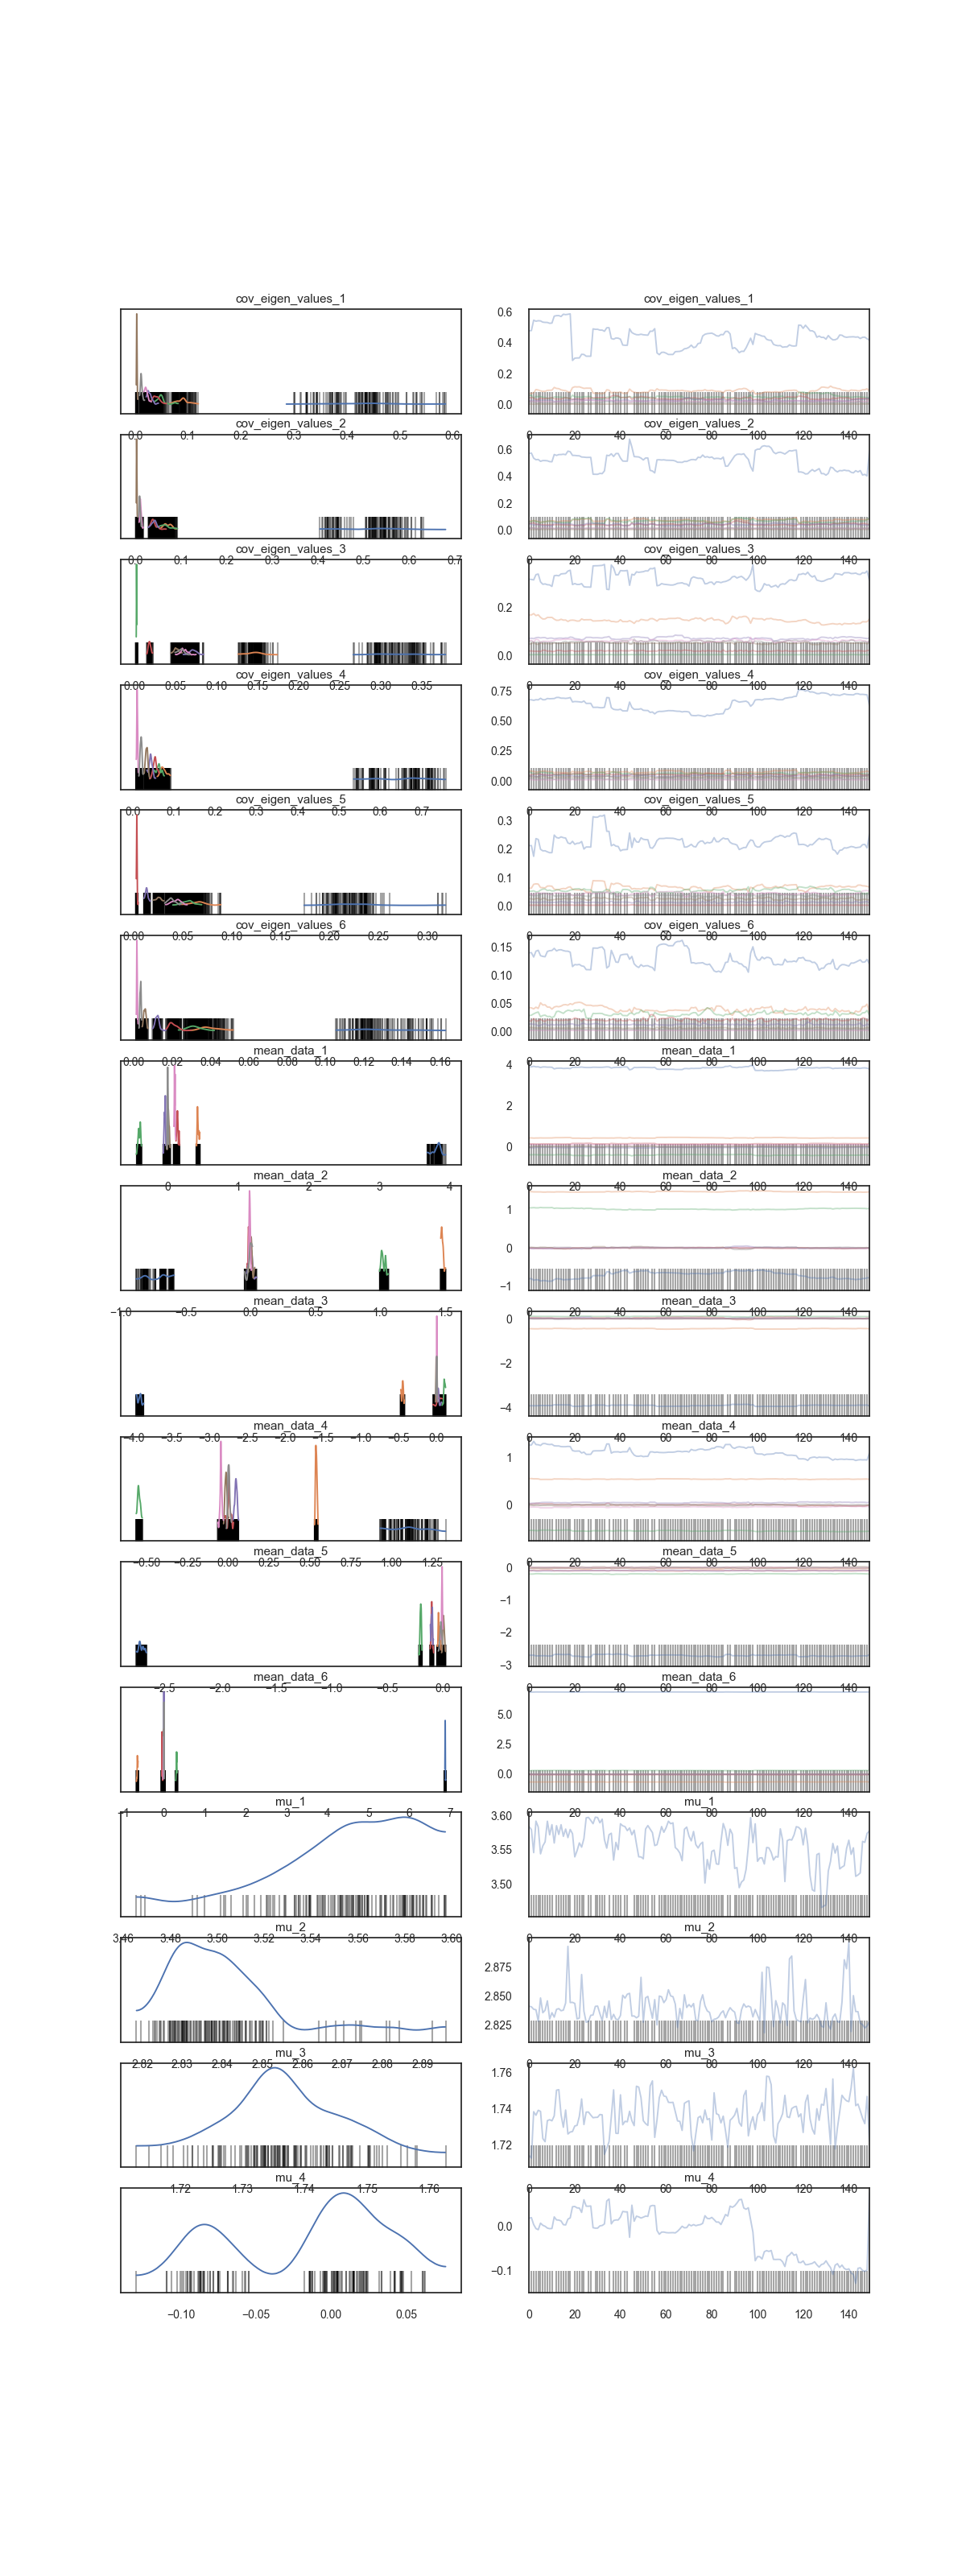 cov_eigen_values_1
cov_eigen_values_1
0.6
0.4
0.2
0.0
0.0 0.1 0.2 0.3 0.4 0.5 0.6
0 20 40 60 80 100 120 140
cov_eigen_values_2
cov_eigen_values_2
0.6
0.4
0.2
0.0
0.0 0.1 0.2 0.3 0.4 0.5 0.6 0.7
0 20 40 60 80 100 120 140
cov_eigen_values_3
cov_eigen_values_3
0.2
0.0
0.00 0.05 0.10 0.15 0.20 0.25 0.30 0.35
0 20 40 60 80 100 120 140
cov_eigen_values_4
cov_eigen_values_4
0.75
0.50
0.25
0.00
0.0 0.1 0.2 0.3 0.4 0.5 0.6 0.7
0 20 40 60 80 100 120 140
cov_eigen_values_5
cov_eigen_values_5
0.3
0.2
0.1
0.0
0.00 0.05 0.10 0.15 0.20 0.25 0.30
0 20 40 60 80 100 120 140
cov_eigen_values_6
cov_eigen_values_6
0.15
0.10
0.05
0.00
0.00 0.02 0.04 0.06 0.08 0.10 0.12 0.14 0.16
0 20 40 60 80 100 120 140
mean_data_1
mean_data_1
4
2
0
0 1 2 3 4
0 20 40 60 80 100 120 140
mean_data_2
mean_data_2
1
0
−1
−1.0 −0.5 0.0 0.5 1.0 1.5
0 20 40 60 80 100 120 140
mean_data_3
mean_data_3
0
−2
−4
−4.0 −3.5 −3.0 −2.5 −2.0 −1.5 −1.0 −0.5 0.0
0 20 40 60 80 100 120 140
mean_data_4
mean_data_4
1
0
−0.50 −0.25 0.00 0.25 0.50 0.75 1.00 1.25
0 20 40 60 80 100 120 140
mean_data_5
mean_data_5
0
−1
−2
−3
−2.5 −2.0 −1.5 −1.0 −0.5 0.0
0 20 40 60 80 100 120 140
mean_data_6
mean_data_6
5.0
2.5
0.0
−1 0 1 2 3 4 5 6 7
0 20 40 60 80 100 120 140
mu_1
mu_1
3.60
3.55
3.50
3.46 3.48 3.50 3.52 3.54 3.56 3.58 3.60
0 20 40 60 80 100 120 140
mu_2
mu_2
2.875
2.850
2.825
2.82 2.83 2.84 2.85 2.86 2.87 2.88 2.89
0 20 40 60 80 100 120 140
mu_3
mu_3
1.76
1.74
1.72
1.72 1.73 1.74 1.75 1.76
0 20 40 60 80 100 120 140
mu_4
mu_4
0.0
−0.1
−0.10 −0.05 0.00 0.05
0 20 40 60 80 100 120 140